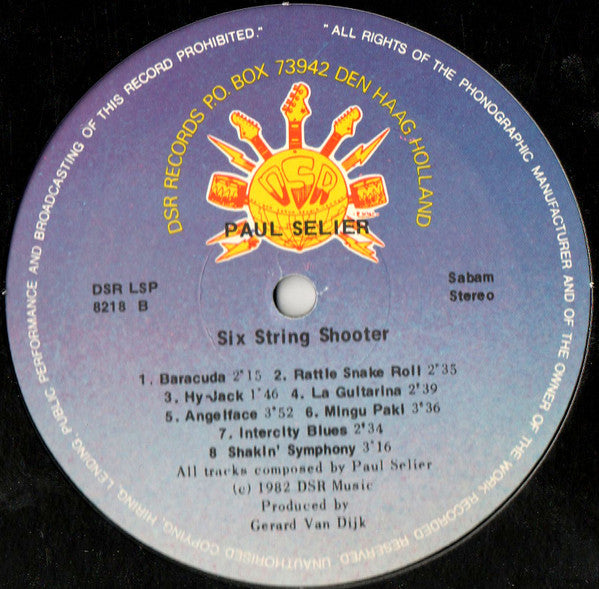 "ALL RIGHTS OF THE PHONOGRAPHIC MANUFACTURER AND OF THE OWNER OF THE WORK RECORDED RESERVED. UNAUTHORISED COPYING, HIRING, LENDING PUBLIC PERFORMANCE AND BROADCASTING OF THIS RECORD PROHIBITED."
DSR RECORDS P.O. BOX 73942 DEN HAAG HOLLAND
DSR
PAUL SELIER
DSR LSP
8218 B
Sabam
Stereo
Six String Shooter
1. Baracuda 2"15 2. Rattle Snake Roll 2"35
3. Hy-Jack 1"46 4. La Guitarina 2"39
5. Angelface 3"52 6. Mingu Paki 3"36
7. Intercity Blues 2"34
8 Shakin' Symphony 3"16
All tracks composed by Paul Selier
(c) 1982 DSR Music
Produced by
Gerard Van Dijk